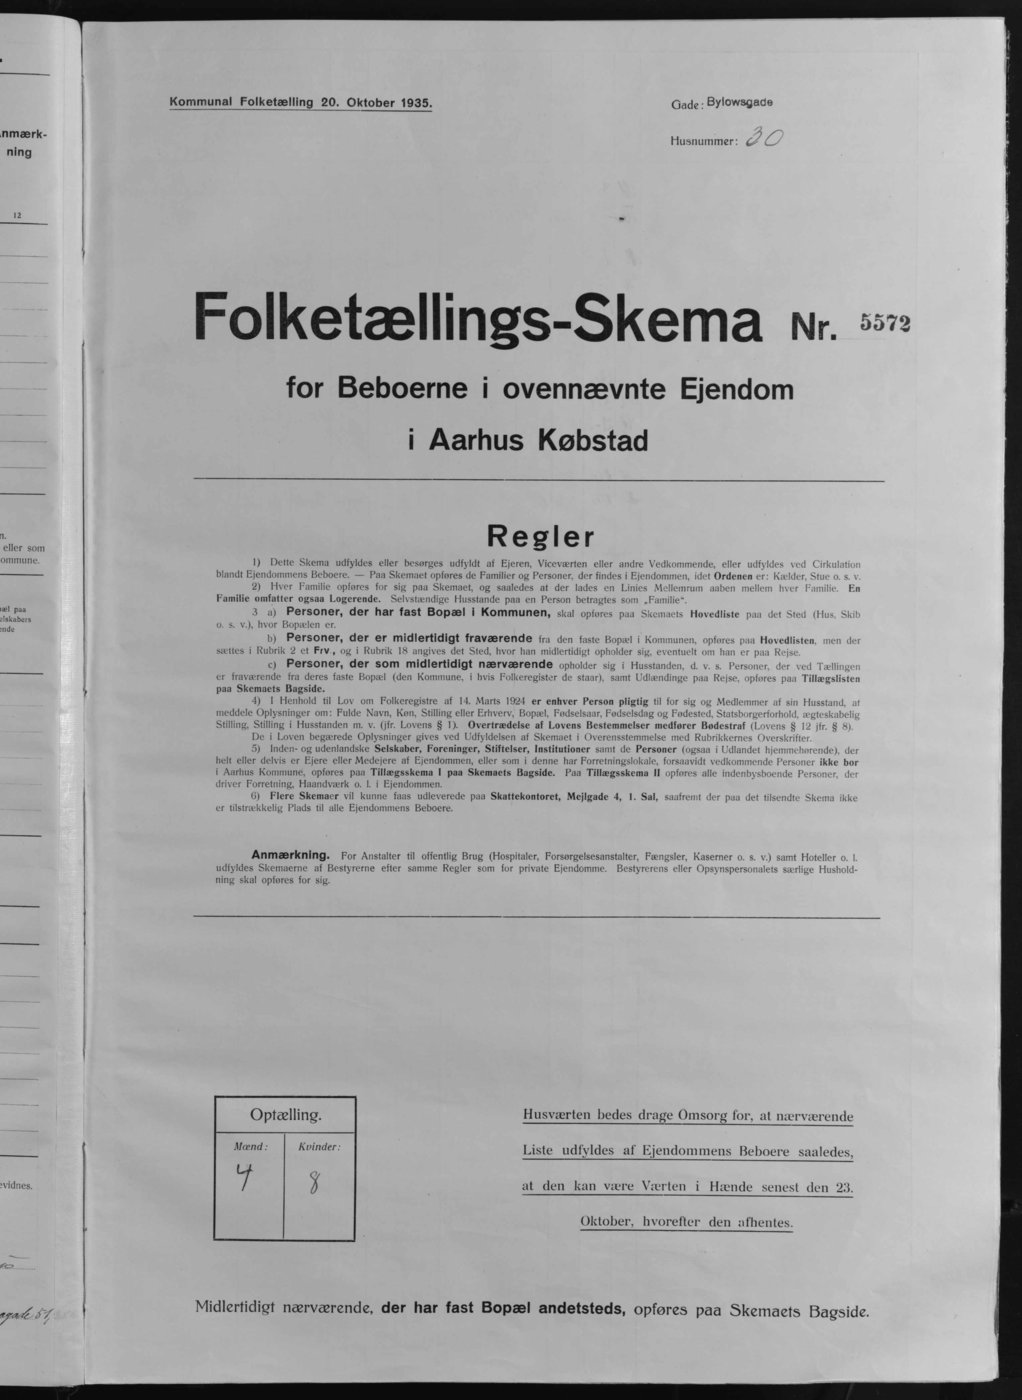 nmærk-
ning
12
n.
eller som
ommune.
æl paa
elskabers
ende
evidnes.
Kommunal Folketælling 20. Oktober 1935.
Gade: Bylowsgade
Husnummer: 30
Folketællings-Skema Nr. 5572
for Beboerne i ovennævnte Ejendom
i Aarhus Købstad
Regler
1) Dette Skema udfyldes eller besørges udfyldt af Ejeren, Viceværten eller andre Vedkommende, eller udfyldes ved Cirkulation
blandt Ejendommens Beboere. — Paa Skemaet opføres de Familier og Personer, der findes i Ejendommen, idet Ordenen er: Kælder, Stue o. s. v.
2) Hver Familie opføres for sig paa Skemaet, og saaledes at der lades en Linies Mellemrum aaben mellem hver Familie. En
Familie omfatter ogsaa Logerende. Selvstændige Husstande paa en Person betragtes som „Familie“.
3 a) Personer, der har fast Bopæl i Kommunen, skal opføres paa Skemaets Hovedliste paa det Sted (Hus, Skib
o. s. v.), hvor Bopælen er.
b) Personer, der er midlertidigt fraværende fra den faste Bopæl i Kommunen, opføres paa Hovedlisten, men der
sættes i Rubrik 2 et Frv., og i Rubrik 18 angives det Sted, hvor han midlertidigt opholder sig, eventuelt om han er paa Rejse.
c) Personer, der som midlertidigt nærværende opholder sig i Husstanden, d. v. s. Personer, der ved Tællingen
er fraværende fra deres faste Bopæl (den Kommune, i hvis Folkeregister de staar), samt Udlændinge paa Rejse, opføres paa Tillægslisten
paa Skemaets Bagside.
4) I Henhold til Lov om Folkeregistre af 14. Marts 1924 er enhver Person pligtig til for sig og Medlemmer af sin Husstand, at
meddele Oplysninger om: Fulde Navn, Køn, Stilling eller Erhverv, Bopæl, Fødselsaar, Fødselsdag og Fødested, Statsborgerforhold, ægteskabelig
Stilling, Stilling i Husstanden m. v. (jfr. Lovens § 1). Overtrædelse af Lovens Bestemmelser medfører Bødestraf (Lovens § 12 jfr. § 8).
De i Loven begærede Oplysninger gives ved Udfyldelsen af Skemaet i Overensstemmelse med Rubrikkernes Overskrifter.
5) Inden- og udenlandske Selskaber, Foreninger, Stiftelser, Institutioner samt de Personer (ogsaa i Udlandet hjemmehørende), der
helt eller delvis er Ejere eller Medejere af Ejendommen, eller som i denne har Forretningslokale, forsaavidt vedkommende Personer ikke bor
i Aarhus Kommune, opføres paa Tillægsskema I paa Skemaets Bagside. Paa Tillægsskema II opføres alle indenbysboende Personer, der
driver Forretning, Haandværk o. l. i Ejendommen.
6) Flere Skemaer vil kunne faas udleverede paa Skattekontoret, Mejlgade 4, 1. Sal, saafremt der paa det tilsendte Skema ikke
er tilstrækkelig Plads til alle Ejendommens Beboere.
Anmærkning. For Anstalter til offentlig Brug (Hospitaler, Forsørgelsesanstalter, Fængsler, Kaserner o. s. v.) samt Hoteller o. l.
udfyldes Skemaerne af Bestyrerne efter samme Regler som for private Ejendomme. Bestyrerens eller Opsynspersonalets særlige Hushold-
ning skal opføres for sig.
Optælling.
Mænd: Kvinder:
4 8
Husværten bedes drage Omsorg for, at nærværende
Liste udfyldes af Ejendommens Beboere saaledes,
at den kan være Værten i Hænde senest den 23.
Oktober, hvorefter den afhentes.
Midlertidigt nærværende, der har fast Bopæl andetsteds, opføres paa Skemaets Bagside.